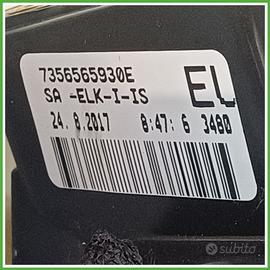 7356565930E
SA -ELK-I-IS
EL
24. 8.2017 8:47: 6 3480
subito